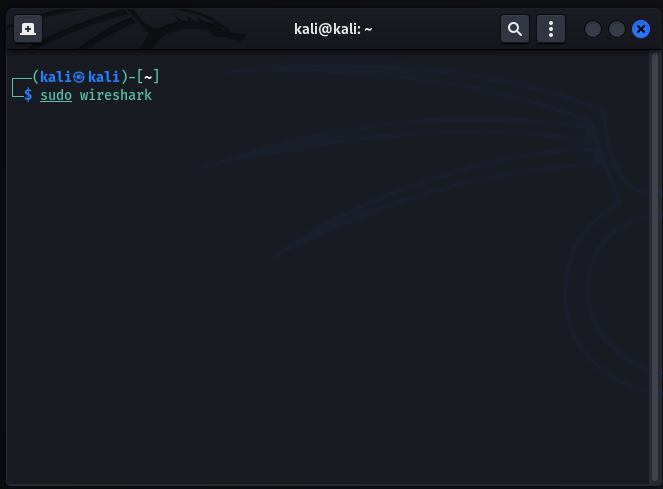 kali@kali: ~
┌──(kali㉿kali)-[~]
└─$ sudo wireshark